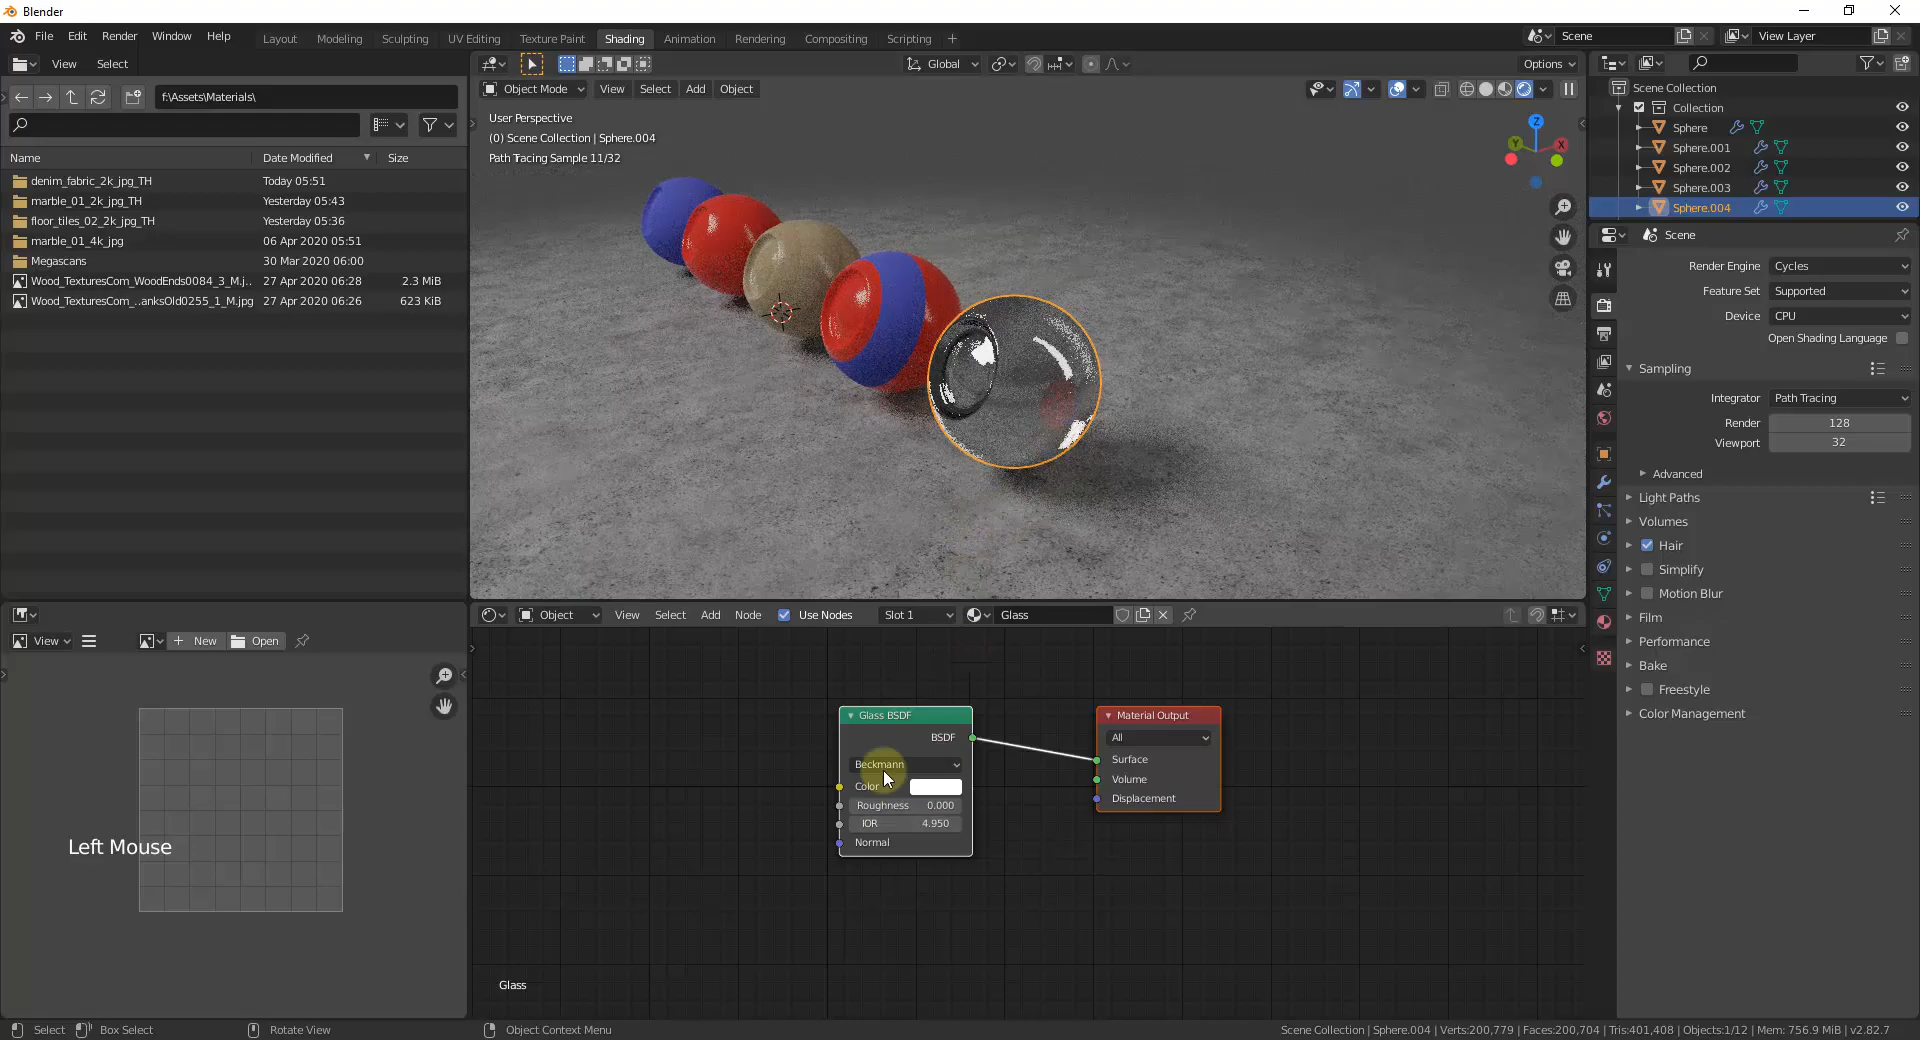 Blender
File Edit Render Window Help
Layout Modeling Sculpting UV Editing Texture Paint Shading Animation Rendering Compositing Scripting +
Scene
View Layer
View Select
Global
Options
f:\Assets\Materials\
Object Mode View Select Add Object
Name Date Modified Size
denim_fabric_2k_jpg_TH Today 05:51
marble_01_2k_jpg_TH Yesterday 05:43
floor_tiles_02_2k_jpg_TH Yesterday 05:36
marble_01_4k_jpg 06 Apr 2020 05:51
Megascans 30 Mar 2020 06:00
Wood_TexturesCom_WoodEnds0084_3_M.j.. 27 Apr 2020 06:28 2.3 MiB
Wood_TexturesCom_..anksOld0255_1_M.jpg 27 Apr 2020 06:26 623 KiB
User Perspective
(0) Scene Collection | Sphere.004
Path Tracing Sample 11/32
Z
Y
X
Scene Collection
Collection
Sphere
Sphere.001
Sphere.002
Sphere.003
Sphere.004
Scene
Render Engine Cycles
Feature Set Supported
Device CPU
Open Shading Language
Sampling
Integrator Path Tracing
Render 128
Viewport 32
Advanced
Light Paths
Volumes
Hair
Simplify
Motion Blur
Film
Performance
Bake
Freestyle
Color Management
View New Open
Left Mouse
Object View Select Add Node Use Nodes Slot 1 Glass
Glass BSDF
BSDF
Beckmann
Color
Roughness 0.000
IOR 4.950
Normal
Material Output
All
Surface
Volume
Displacement
Glass
Select Box Select Rotate View Object Context Menu
Scene Collection | Sphere.004 | Verts:200,779 | Faces:200,704 | Tris:401,408 | Objects:1/12 | Mem: 756.9 MiB | v2.82.7